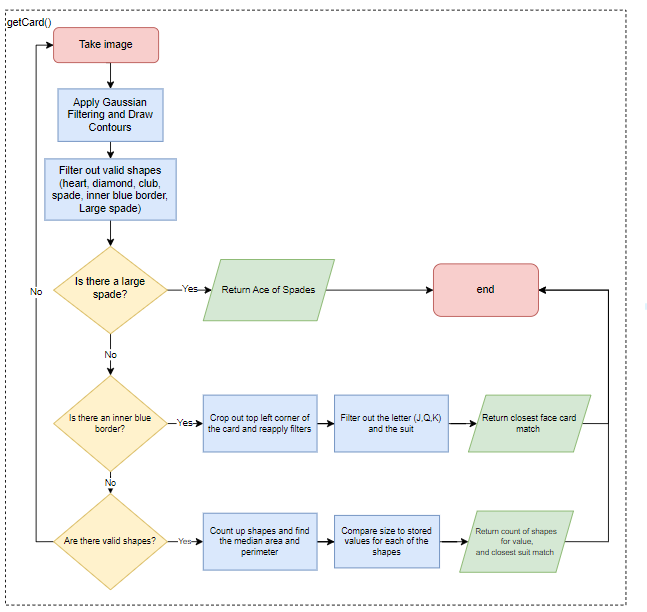 getCard()
Take image
Apply Gaussian
Filtering and Draw
Contours
Filter out valid shapes
(heart, diamond, club,
spade, inner blue border,
Large spade)
Is there a large
spade?
Yes
Return Ace of Spades
end
No
No
Is there an inner blue
border?
Yes
Crop out top left corner of
the card and reapply filters
Filter out the letter (J,Q,K)
and the suit
Return closest face card
match
No
Are there valid shapes?
Yes
Count up shapes and find
the median area and
perimeter
Compare size to stored
values for each of the
shapes
Return count of shapes
for value,
and closest suit match